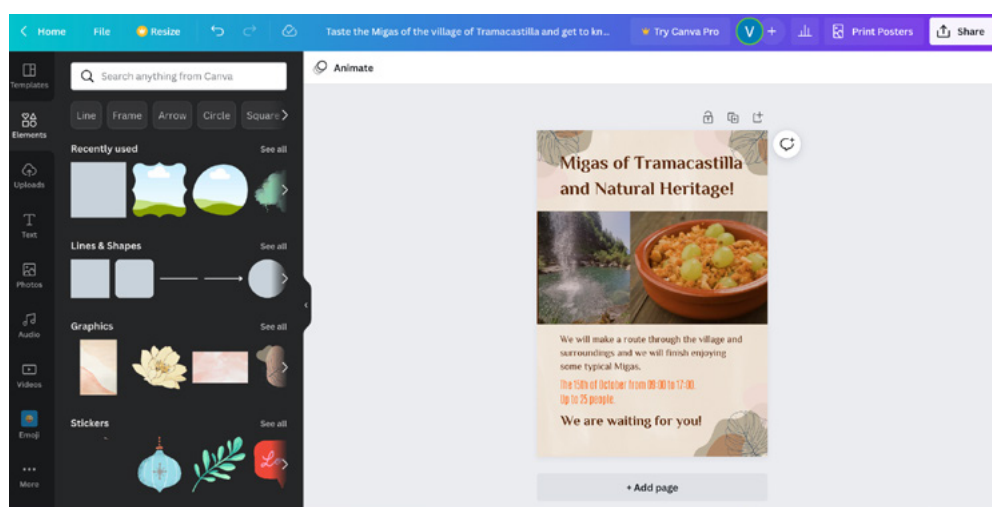 Home File Resize Taste the Migas of the village of Tramacastilla and get to kn... Try Canva Pro V + Print Posters Share
Templates
Elements
Uploads
Text
Photos
Audio
Videos
Emoji
More
Search anything from Canva
Line Frame Arrow Circle Square
Recently used See all
Lines & Shapes See all
Graphics See all
Stickers See all
Lo
Animate
Migas of Tramacastilla
and Natural Heritage!
We will make a route through the village and
surroundings and we will finish enjoying
some typical Migas.
The 15th of October from 09:00 to 17:00.
Up to 25 people.
We are waiting for you!
+ Add page